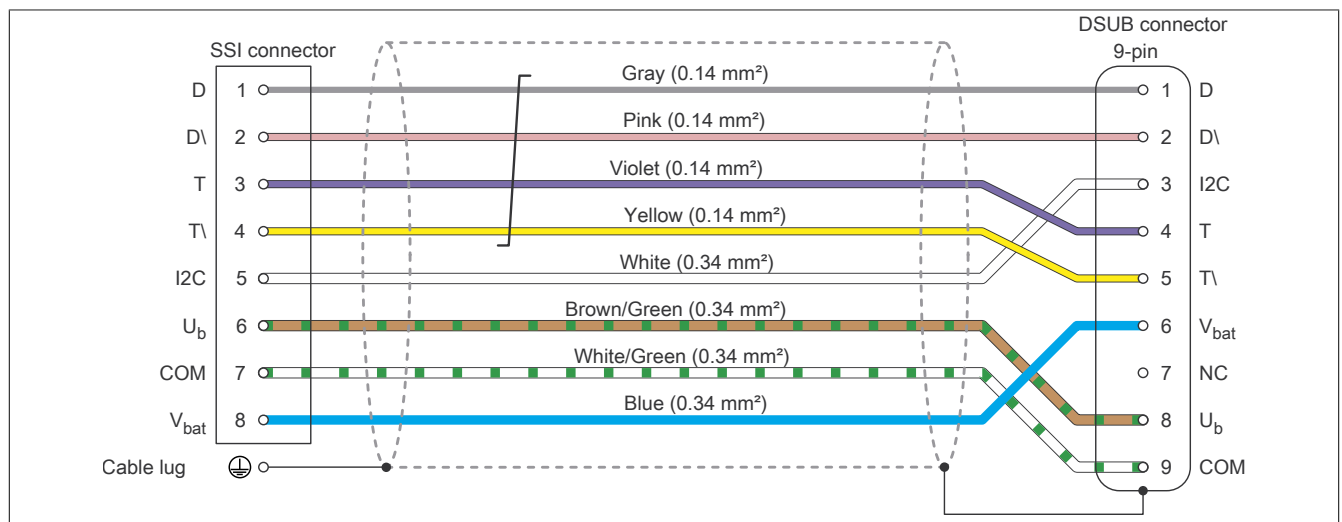 DSUB connector
9-pin
SSI connector
D 1 Gray (0.14 mm²) 1 D
D\ 2 Pink (0.14 mm²) 2 D\
T 3 Violet (0.14 mm²) 3 I2C
T\ 4 Yellow (0.14 mm²) 4 T
I2C 5 White (0.34 mm²) 5 T\
Ub 6 Brown/Green (0.34 mm²) 6 Vbat
COM 7 White/Green (0.34 mm²) 7 NC
Vbat 8 Blue (0.34 mm²) 8 Ub
Cable lug 9 COM